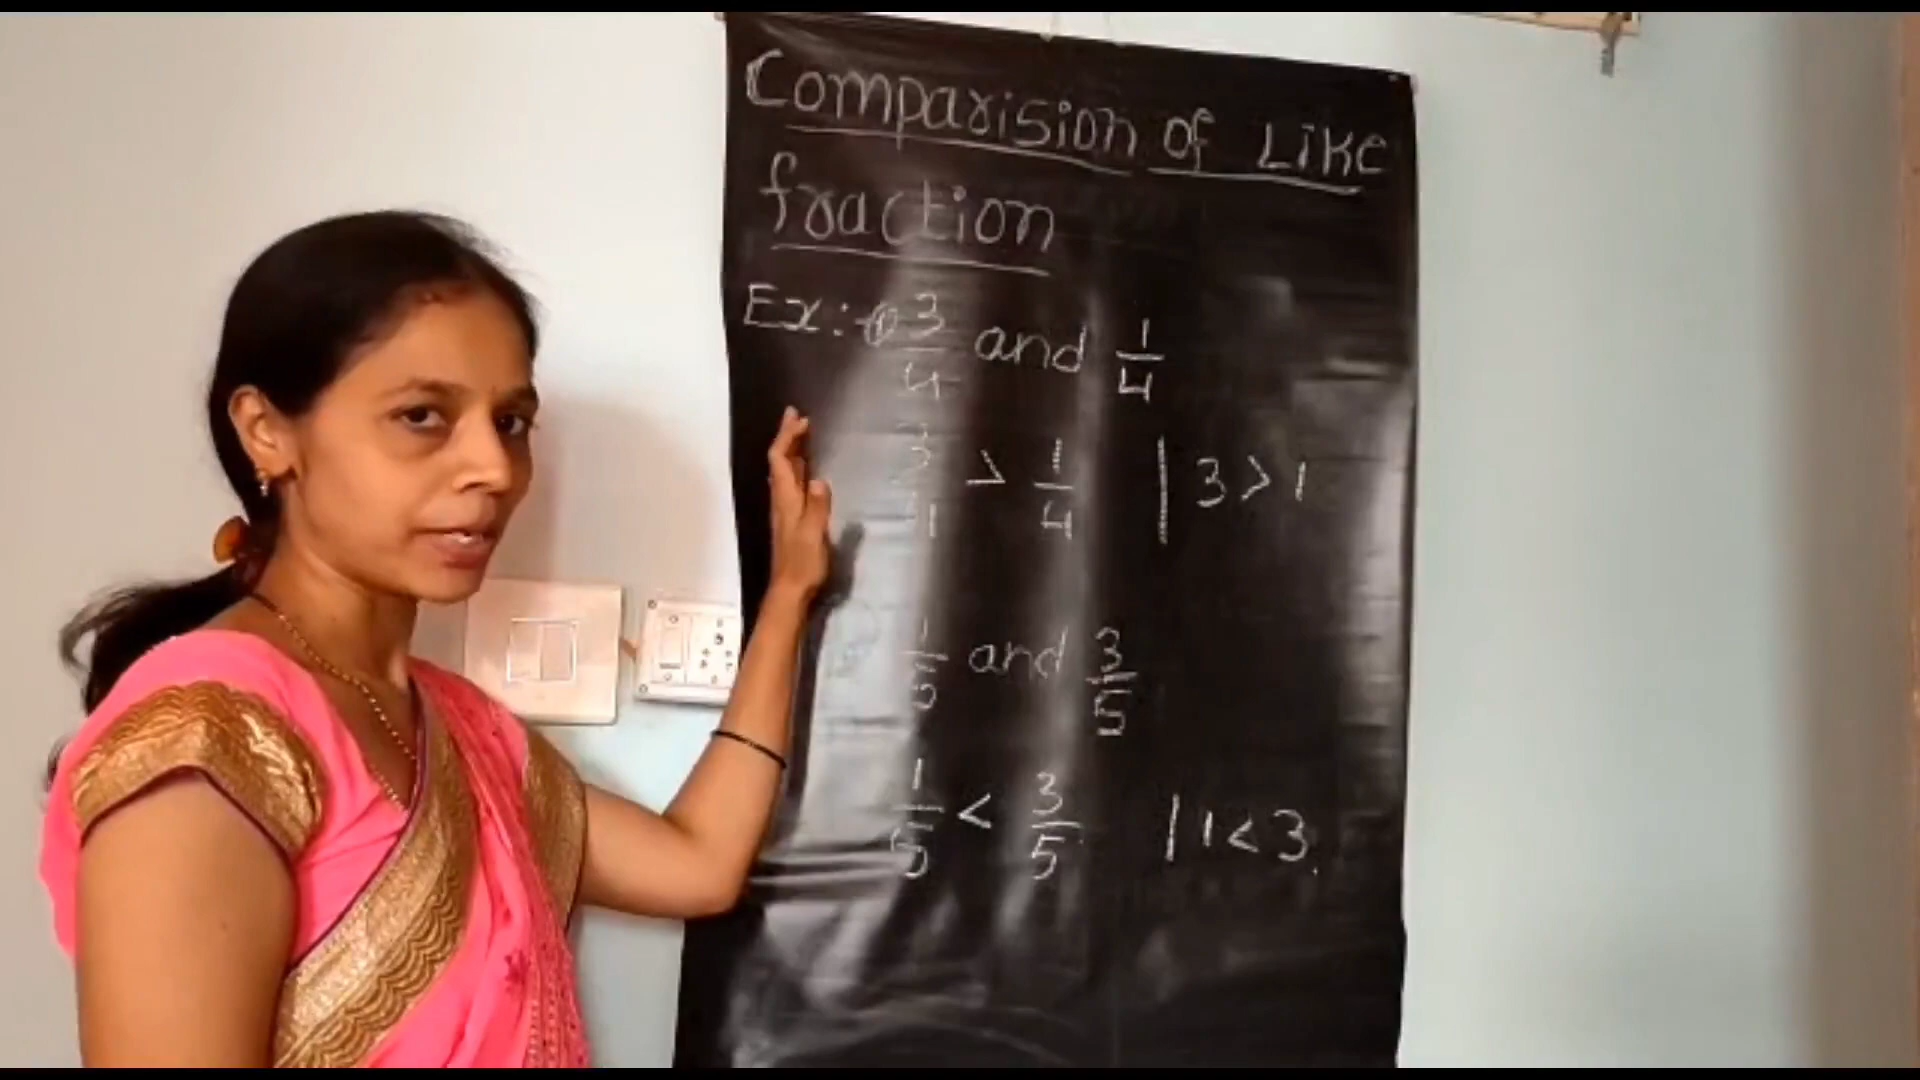 Comparision of Like
fraction
Ex:- ① 3/4 and 1/4
3/4 > 1/4 | 3 > 1
1/5 and 3/5
1/5 < 3/5 | 1 < 3.